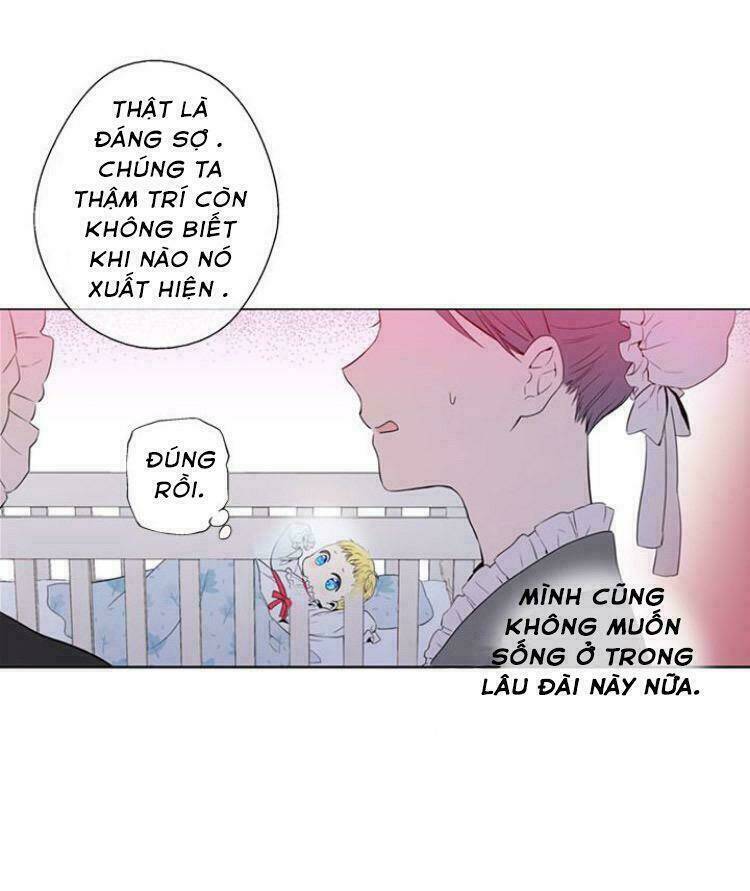 THẬT LÀ
ĐÁNG SỢ .
CHÚNG TA
THẬM TRÍ CÒN
KHÔNG BIẾT
KHI NÀO NÓ
XUẤT HIỆN .
ĐÚNG
RỒI.
MÌNH CŨNG
KHÔNG MUỐN
SỐNG Ở TRONG
LÂU ĐÀI NÀY NỮA.